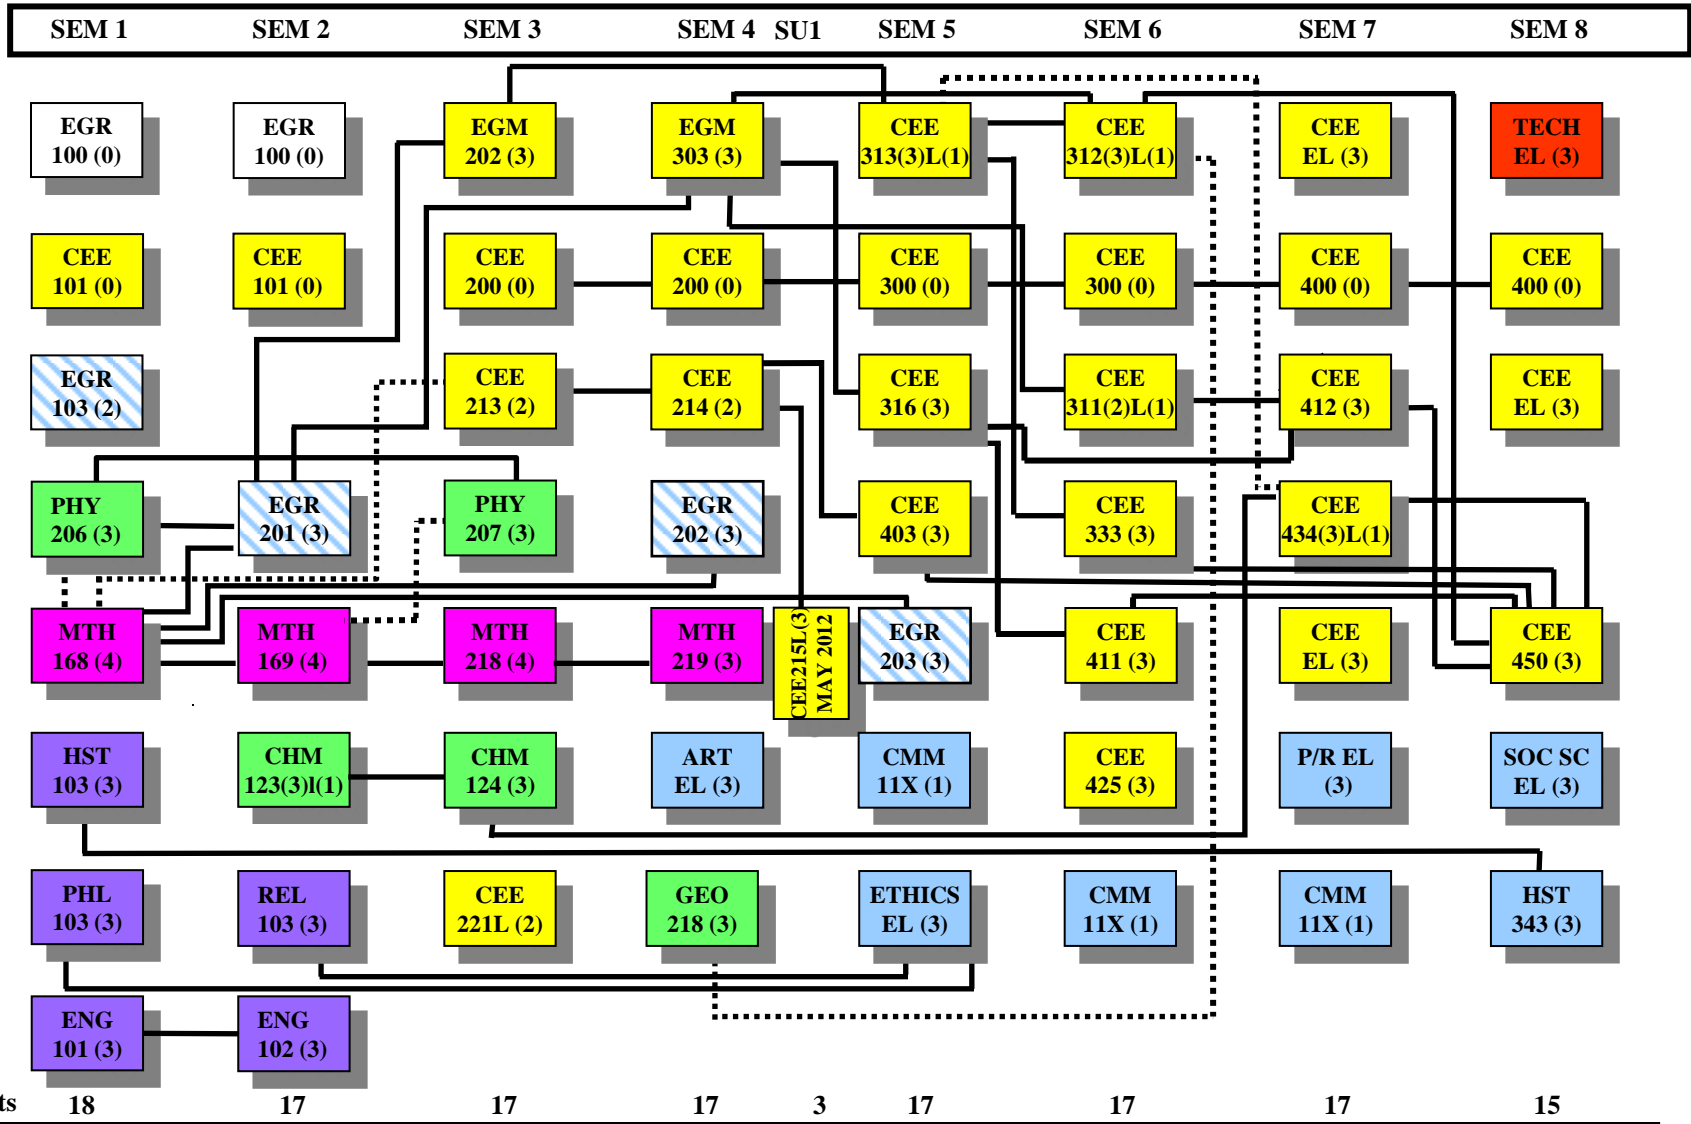 SEM 1 SEM 2 SEM 3 SEM 4 SU1 SEM 5 SEM 6 SEM 7 SEM 8
EGR
100 (0)
EGR
100 (0)
EGM
202 (3)
EGM
303 (3)
CEE
313(3)L(1)
CEE
312(3)L(1)
CEE
EL (3)
TECH
EL (3)
CEE
101 (0)
CEE
101 (0)
CEE
200 (0)
CEE
200 (0)
CEE
300 (0)
CEE
300 (0)
CEE
400 (0)
CEE
400 (0)
EGR
103 (2)
CEE
213 (2)
CEE
214 (2)
CEE
316 (3)
CEE
311(2)L(1)
CEE
412 (3)
CEE
EL (3)
PHY
206 (3)
EGR
201 (3)
PHY
207 (3)
EGR
202 (3)
CEE
403 (3)
CEE
333 (3)
CEE
434(3)L(1)
MTH
168 (4)
MTH
169 (4)
MTH
218 (4)
MTH
219 (3)
CEE215L(3)
MAY 2012
EGR
203 (3)
CEE
411 (3)
CEE
EL (3)
CEE
450 (3)
HST
103 (3)
CHM
123(3)l(1)
CHM
124 (3)
ART
EL (3)
CMM
11X (1)
CEE
425 (3)
P/R EL
(3)
SOC SC
EL (3)
PHL
103 (3)
REL
103 (3)
CEE
221L (2)
GEO
218 (3)
ETHICS
EL (3)
CMM
11X (1)
CMM
11X (1)
HST
343 (3)
ENG
101 (3)
ENG
102 (3)
ts 18 17 17 17 3 17 17 17 15